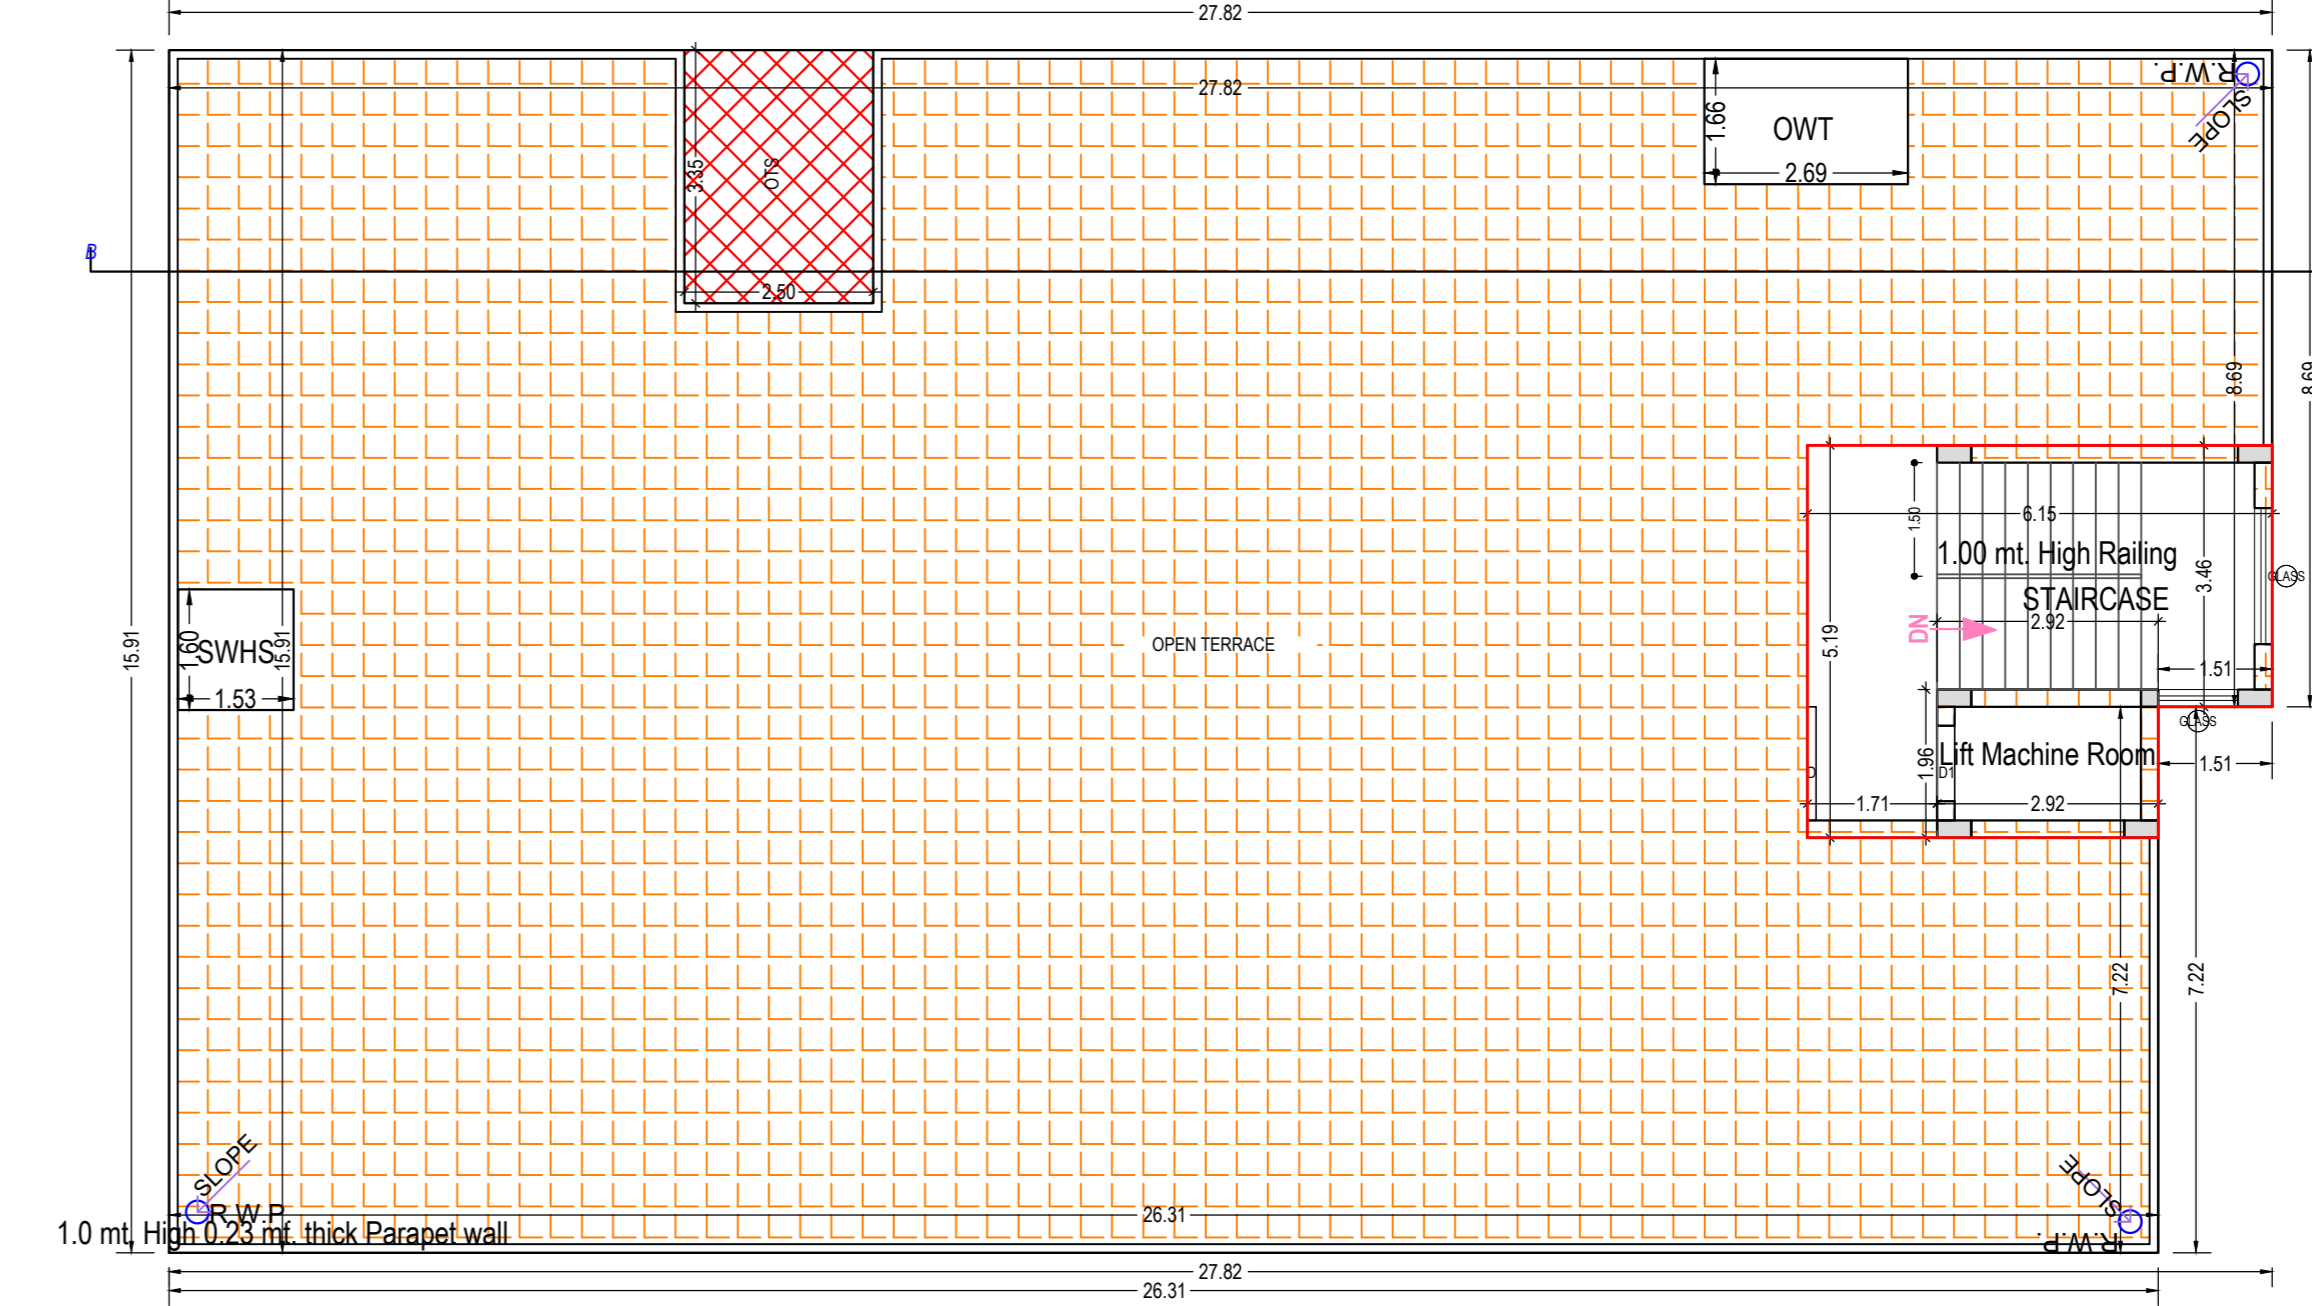 27.82
27.82
R.W.P.
SLOPE
1.66
OWT
2.69
3.35
OTS
2.50
B
8.69
8.69
1.50
6.15
1.00 mt. High Railing
3.46
GLASS
STAIRCASE
DN
2.92
15.91
1.60
SWHS
15.91
1.53
OPEN TERRACE
5.19
1.51
GLASS
1.96
Lift Machine Room
D
D1
1.51
1.71
2.92
7.22
7.22
SLOPE
R.W.P.
1.0 mt. High 0.23 mt. thick Parapet wall
26.31
SLOPE
R.W.P.
27.82
26.31